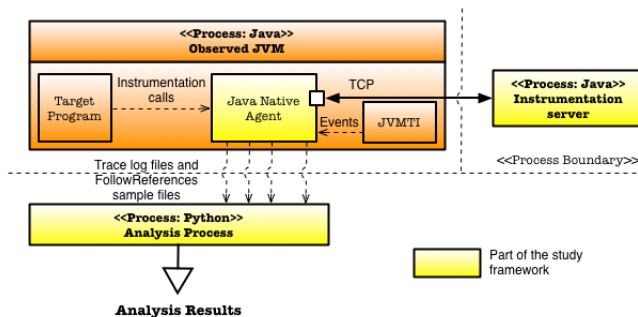 <<Process: Java>>
Observed JVM
Instrumentation
calls
TCP
Target
Program
Java Native
Agent
Events
JVMTI
<<Process: Java>>
Instrumentation
server
<<Process Boundary>>
Trace log files and
FollowReferences
sample files
<<Process: Python>>
Analysis Process
Part of the study
framework
Analysis Results